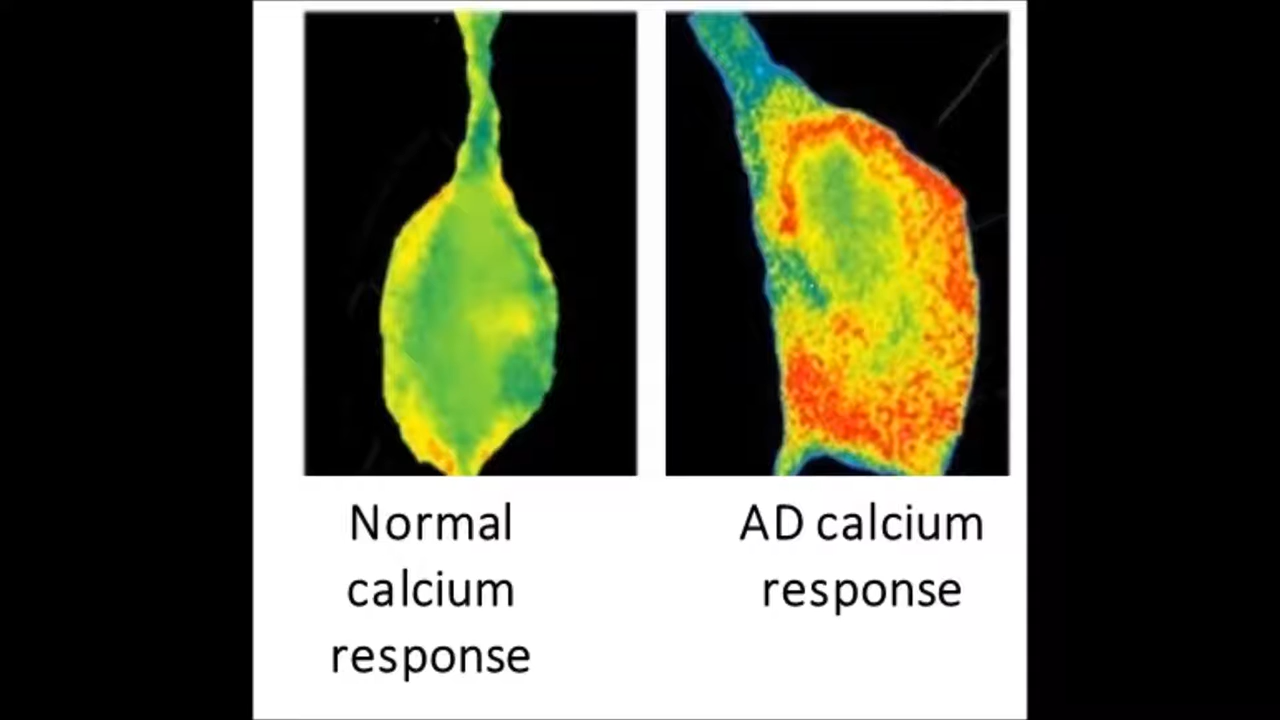 Normal
calcium
response
AD calcium
response